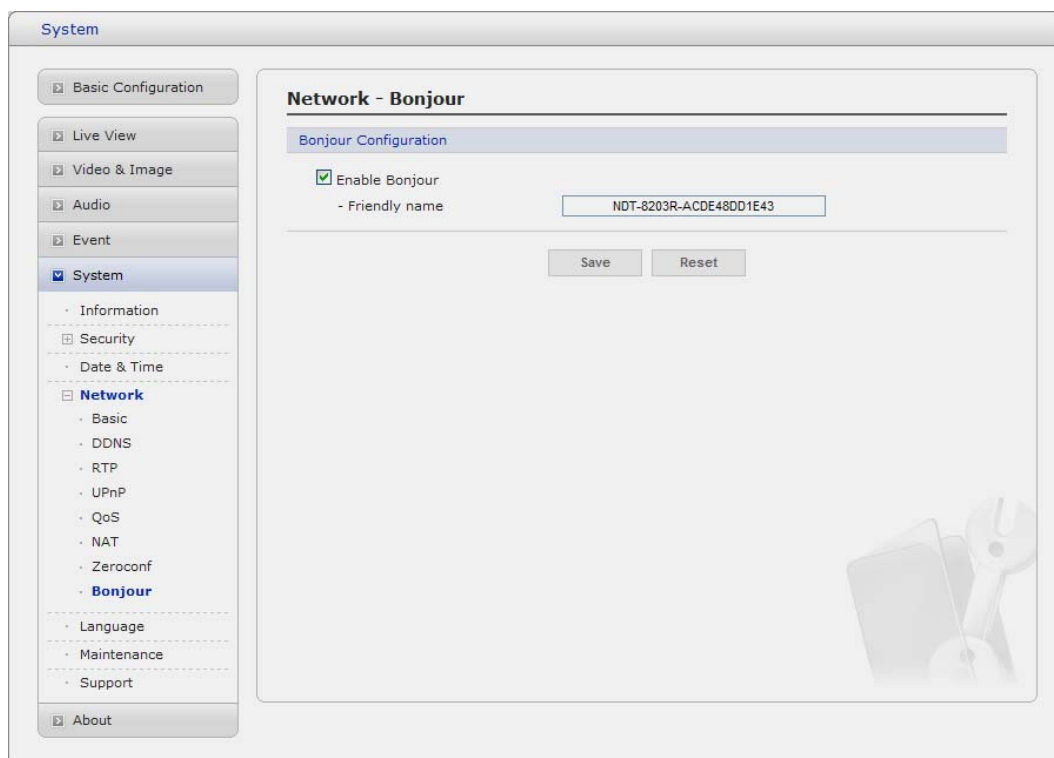 System
Basic Configuration
Live View
Video & Image
Audio
Event
System
· Information
Security
· Date & Time
Network
· Basic
· DDNS
· RTP
· UPnP
· QoS
· NAT
· Zeroconf
· Bonjour
· Language
· Maintenance
· Support
About
Network - Bonjour
Bonjour Configuration
Enable Bonjour
- Friendly name NDT-8203R-ACDE48DD1E43
Save Reset